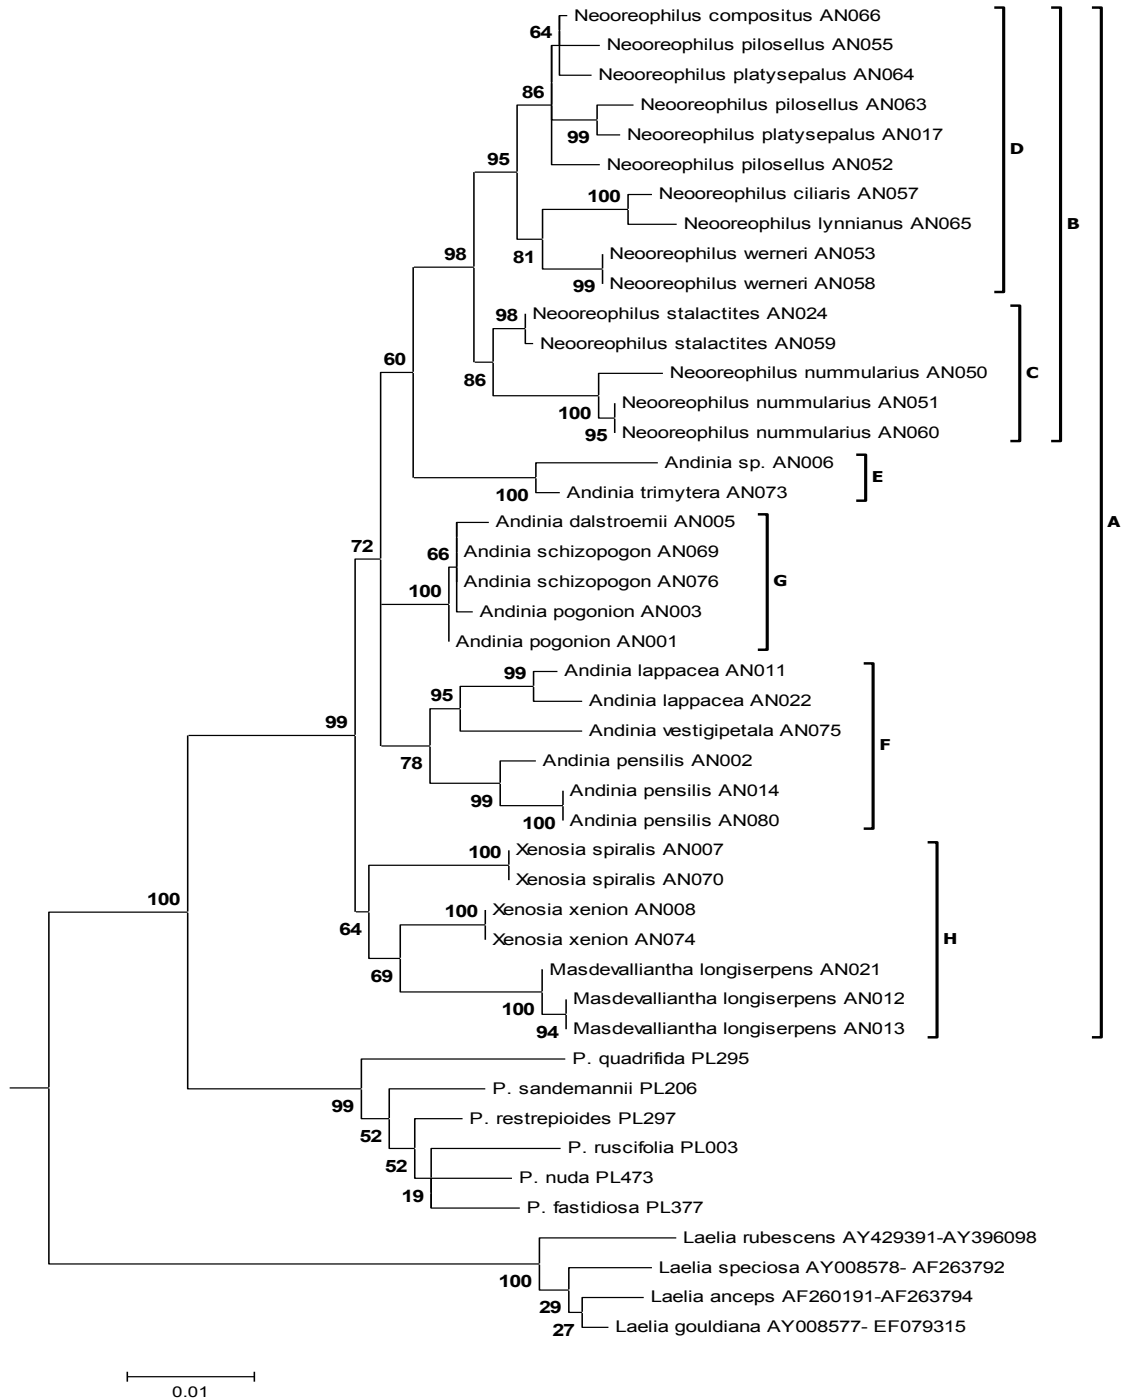 Neooreophilus compositus AN066
64
Neooreophilus pilosellus AN055
Neooreophilus platysepalus AN064
86
Neooreophilus pilosellus AN063
99
Neooreophilus platysepalus AN017
D
95
Neooreophilus pilosellus AN052
100
Neooreophilus ciliaris AN057
Neooreophilus lynnianus AN065
B
98
81
Neooreophilus werneri AN053
99
Neooreophilus werneri AN058
98
Neooreophilus stalactites AN024
Neooreophilus stalactites AN059
60
86
Neooreophilus nummularius AN050
C
100
Neooreophilus nummularius AN051
95
Neooreophilus nummularius AN060
Andinia sp. AN006
E
100
Andinia trimytera AN073
Andinia dalstroemii AN005
A
72
66
Andinia schizopogon AN069
Andinia schizopogon AN076
G
100
Andinia pogonion AN003
Andinia pogonion AN001
99
Andinia lappacea AN011
95
Andinia lappacea AN022
99
Andinia vestigipetala AN075
F
78
Andinia pensilis AN002
99
Andinia pensilis AN014
100
Andinia pensilis AN080
100
Xenosia spiralis AN007
Xenosia spiralis AN070
100
100
Xenosia xenion AN008
64
Xenosia xenion AN074
H
69
Masdevalliantha longiserpens AN021
100
Masdevalliantha longiserpens AN012
94
Masdevalliantha longiserpens AN013
P. quadrifida PL295
99
P. sandemannii PL206
52
P. restrepioides PL297
P. ruscifolia PL003
52
P. nuda PL473
19
P. fastidiosa PL377
Laelia rubescens AY429391-AY396098
100
Laelia speciosa AY008578- AF263792
29
Laelia anceps AF260191-AF263794
27
Laelia gouldiana AY008577- EF079315
0.01